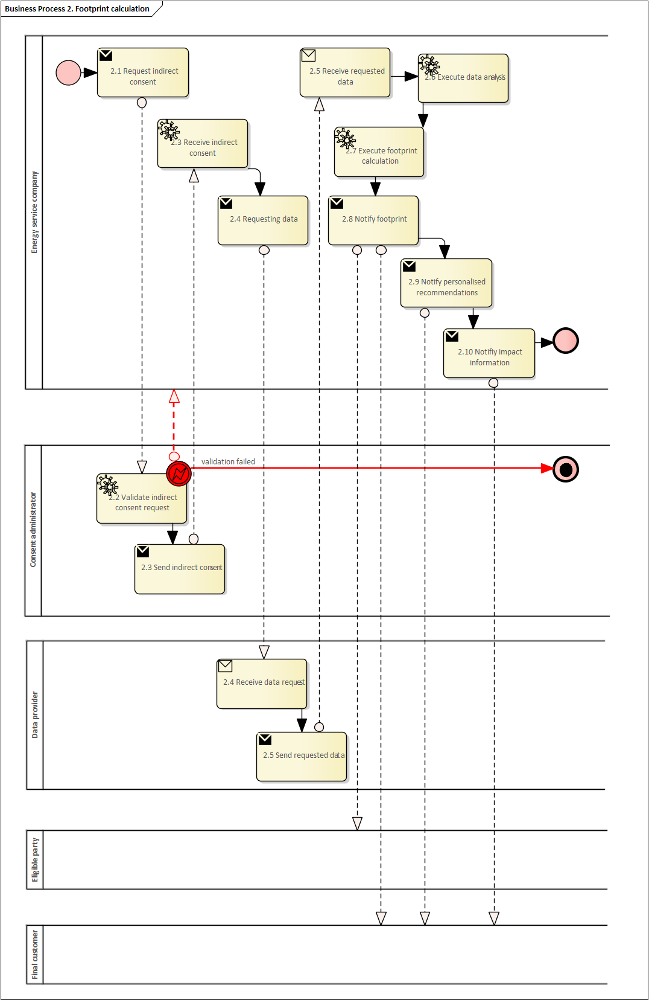 Business Process 2. Footprint calculation
Energy service company
2.1 Request indirect
consent
2.5 Receive requested
data
2.6 Execute data analysis
2.3 Receive indirect
consent
2.7 Execute footprint
calculation
2.4 Requesting data
2.8 Notify footprint
2.9 Notify personalised
recommendations
2.10 Notifiy impact
information
Consent administrator
validation failed
2.2 Validate indirect
consent request
2.3 Send indirect consent
Data provider
2.4 Receive data request
2.5 Send requested data
Eligible party
Final customer